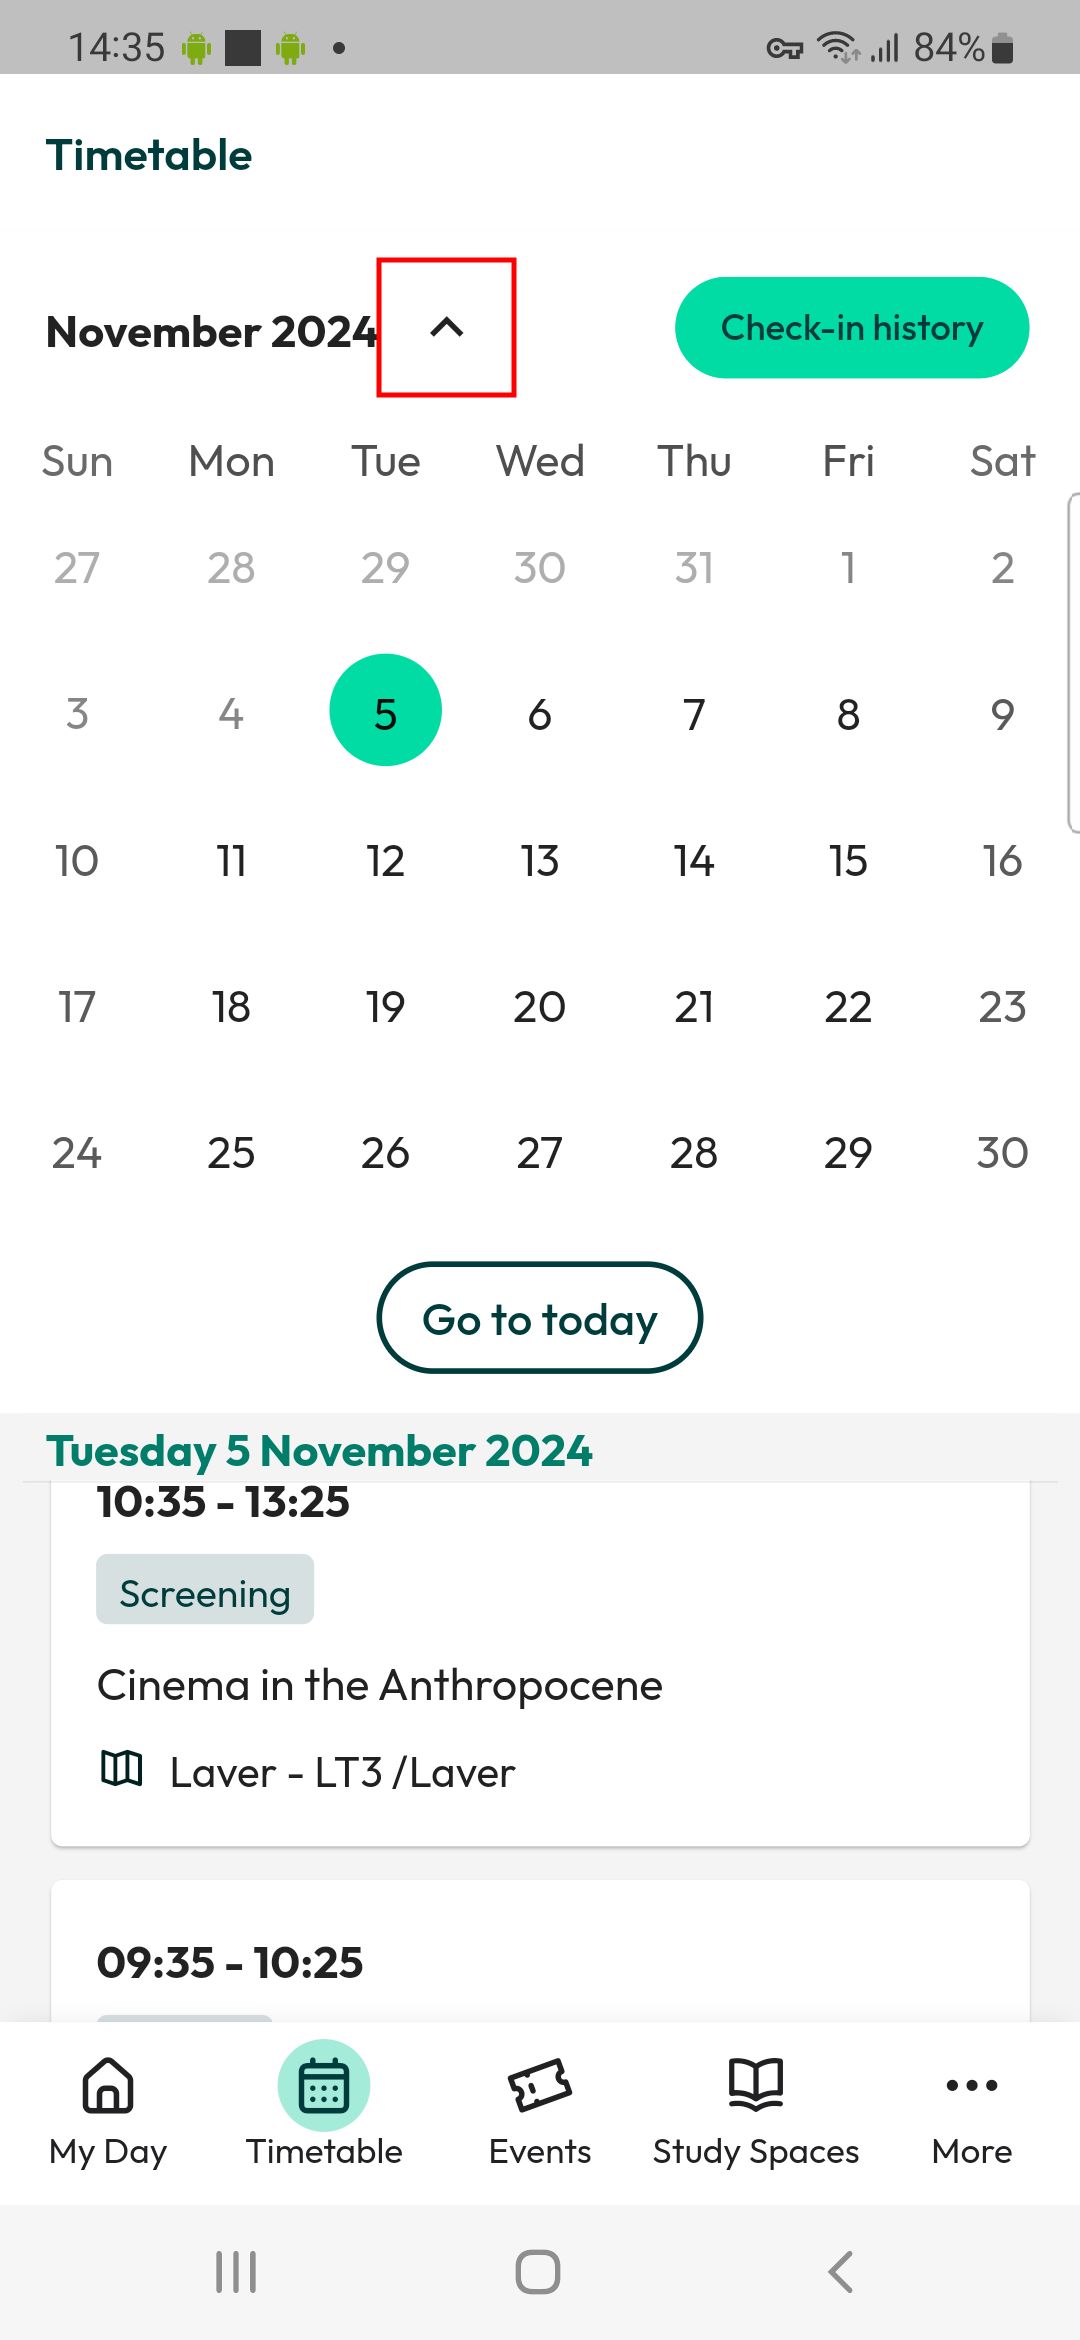 14:35 84%
Timetable
November 2024 Check-in history
Sun Mon Tue Wed Thu Fri Sat
27 28 29 30 31 1 2
3 4 5 6 7 8 9
10 11 12 13 14 15 16
17 18 19 20 21 22 23
24 25 26 27 28 29 30
Go to today
Tuesday 5 November 2024
10:35 - 13:25
Screening
Cinema in the Anthropocene
Laver - LT3 /Laver
09:35 - 10:25
My Day Timetable Events Study Spaces More